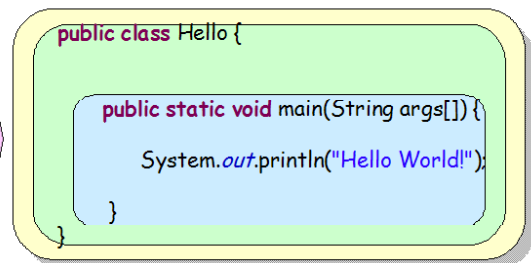 public class Hello {
public static void main(String args[]) {
System.out.println("Hello World!");
}
}